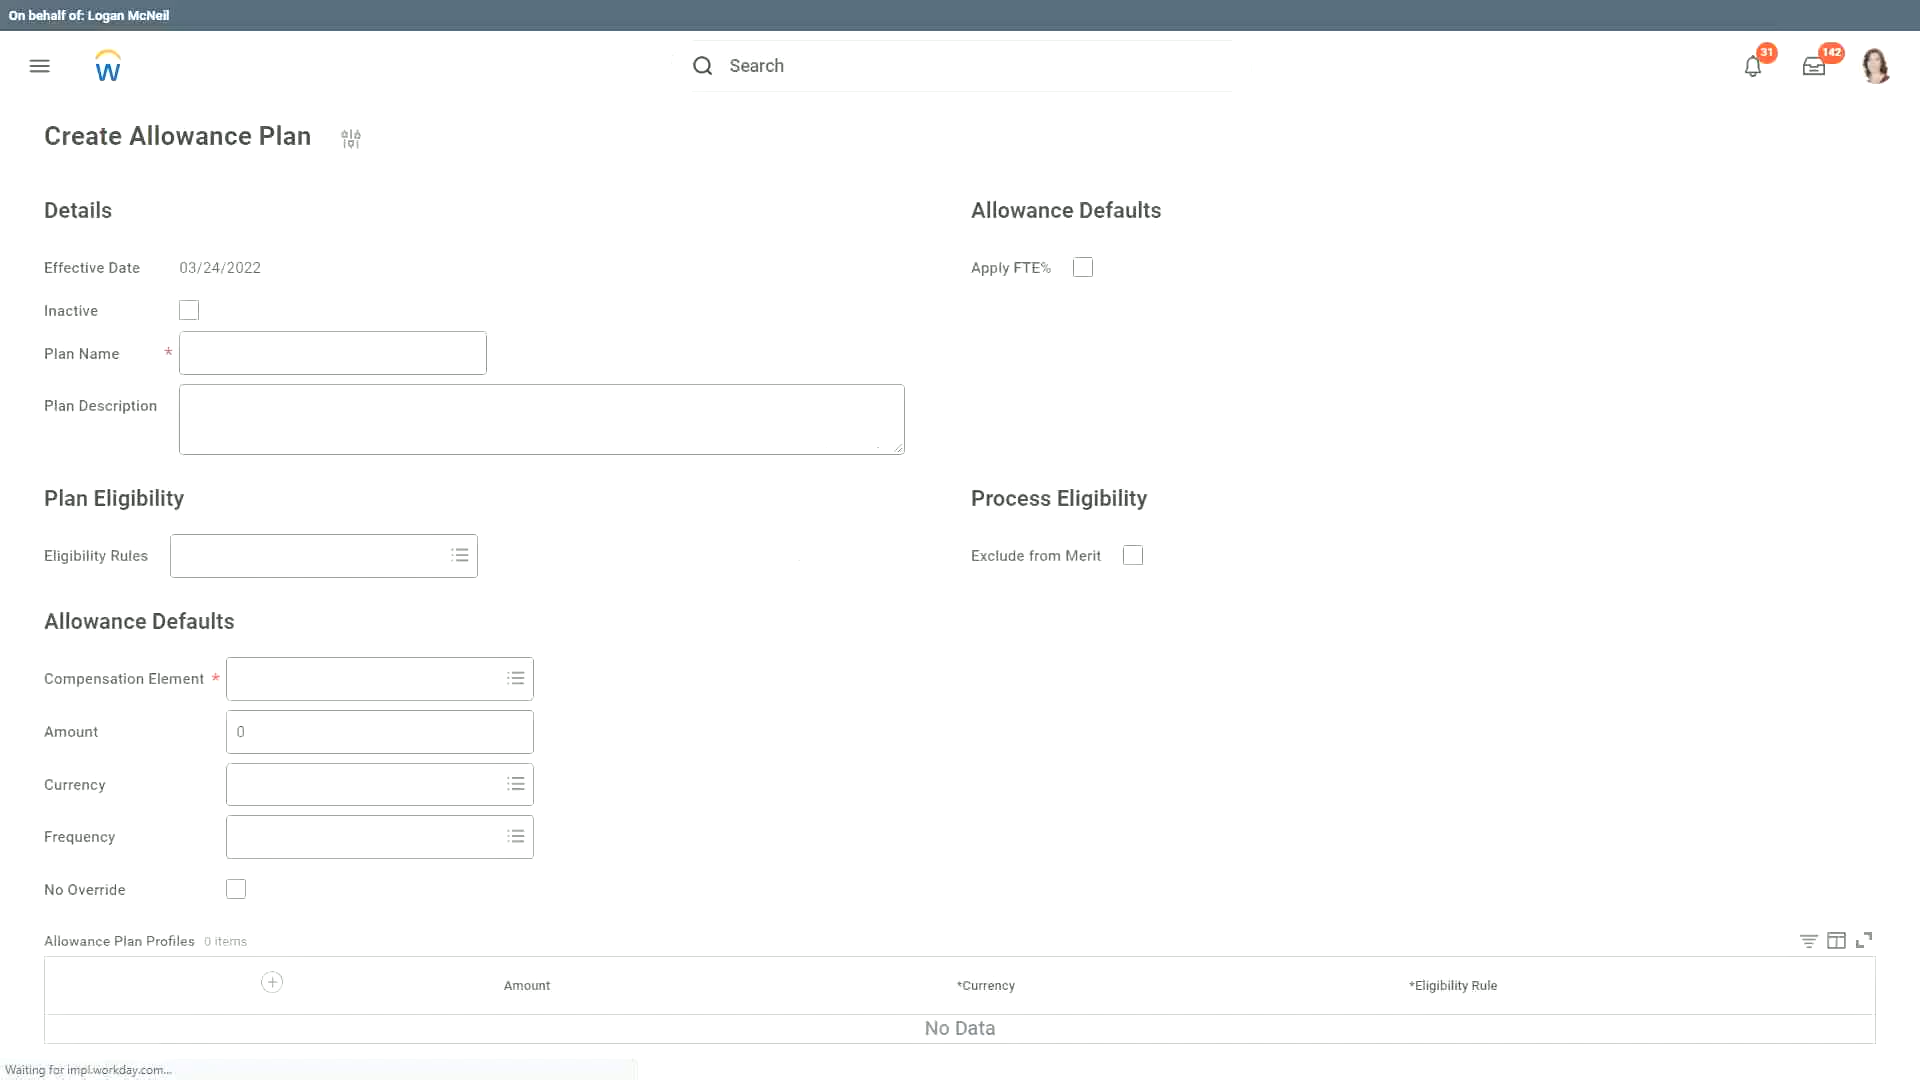 On behalf of: Logan McNeil
W
Search
31
142
Create Allowance Plan
Details
Allowance Defaults
Effective Date 03/24/2022
Apply FTE%
Inactive
Plan Name *
Plan Description
Plan Eligibility
Process Eligibility
Eligibility Rules
Exclude from Merit
Allowance Defaults
Compensation Element *
Amount 0
Currency
Frequency
No Override
Allowance Plan Profiles 0 items
Amount *Currency *Eligibility Rule
No Data
Waiting for impl.workday.com...